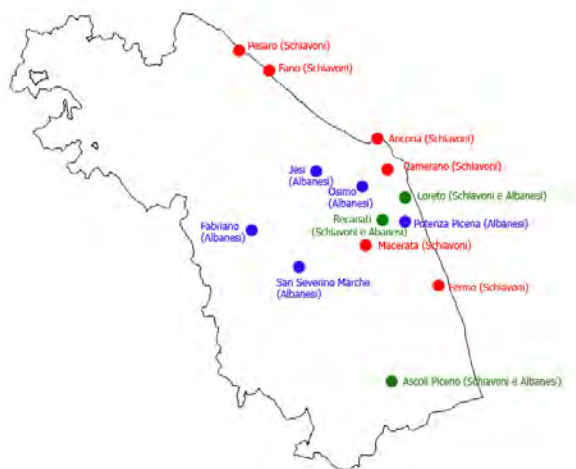 Pesaro (Schiavoni)
Fano (Schiavoni)
Ancona (Schiavoni)
Camerano (Schiavoni)
Jesi
(Albanesi)
Osimo
(Albanesi)
Loreto (Schiavoni e Albanesi)
Recanati
(Schiavoni e Abanesi)
Potenza Picena (Albanesi)
Fabriano
(Albanesi)
Macerata (Schiavoni)
San Severino Marche
(Albanesi)
Fermo (Schiavoni)
Ascoli Piceno (Schiavoni e Albanesi)